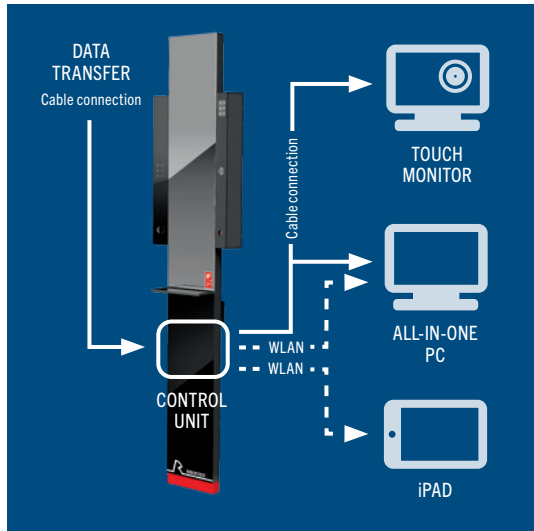 DATA
TRANSFER
Cable connection
Cable connection
TOUCH
MONITOR
WLAN
WLAN
ALL-IN-ONE
PC
CONTROL
UNIT
iPAD